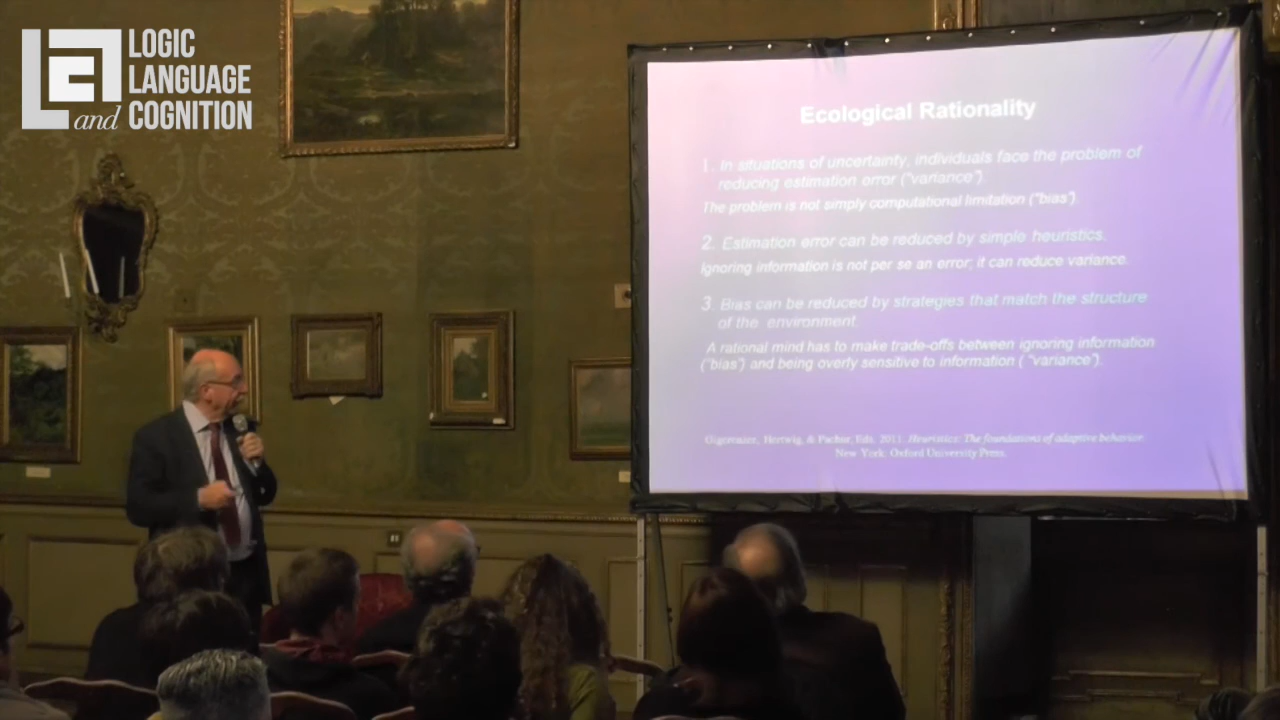 LOGIC
LANGUAGE
and COGNITION
Ecological Rationality
1. In situations of uncertainty, individuals face the problem of
reducing estimation error ("variance").
The problem is not simply computational limitation ("bias").
2. Estimation error can be reduced by simple heuristics.
Ignoring information is not per se an error; it can reduce variance.
3. Bias can be reduced by strategies that match the structure
of the environment.
A rational mind has to make trade-offs between ignoring information
("bias") and being overly sensitive to information ( "variance").
Gigerenzer, Hertwig, & Pachur, Eds. 2011. Heuristics: The foundations of adaptive behavior.
New York: Oxford University Press.